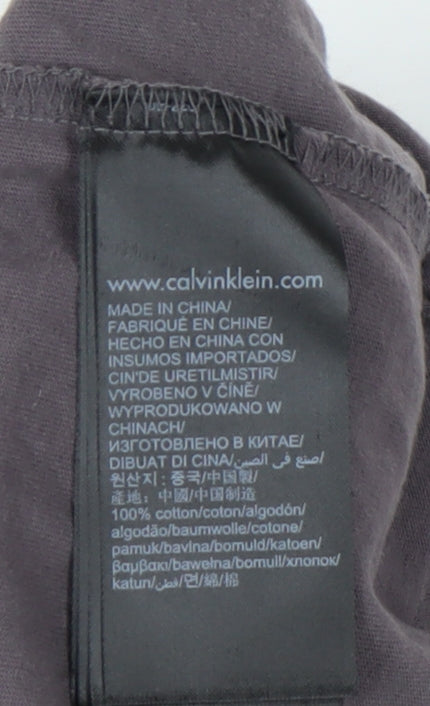 www.calvinklein.com
MADE IN CHINA/
FABRIQUÉ EN CHINE/
HECHO EN CHINA CON
INSUMOS IMPORTADOS/
CIN'DE URETILMISTIR/
VYROBENO V ČÍNĚ/
WYPRODUKOWANO W
CHINACH/
ИЗГОТОВЛЕНО В КИТАЕ/
DIBUAT DI CINA/صنع في الصين/
원산지 : 중국/中国製/
產地: 中國/中国制造
100% cotton/coton/algodón/
algodão/baumwolle/cotone/
pamuk/bavlna/bomuld/katoen/
βαμβακι/bawełna/bomull/хлопок/
katun/قطن/면/綿/棉